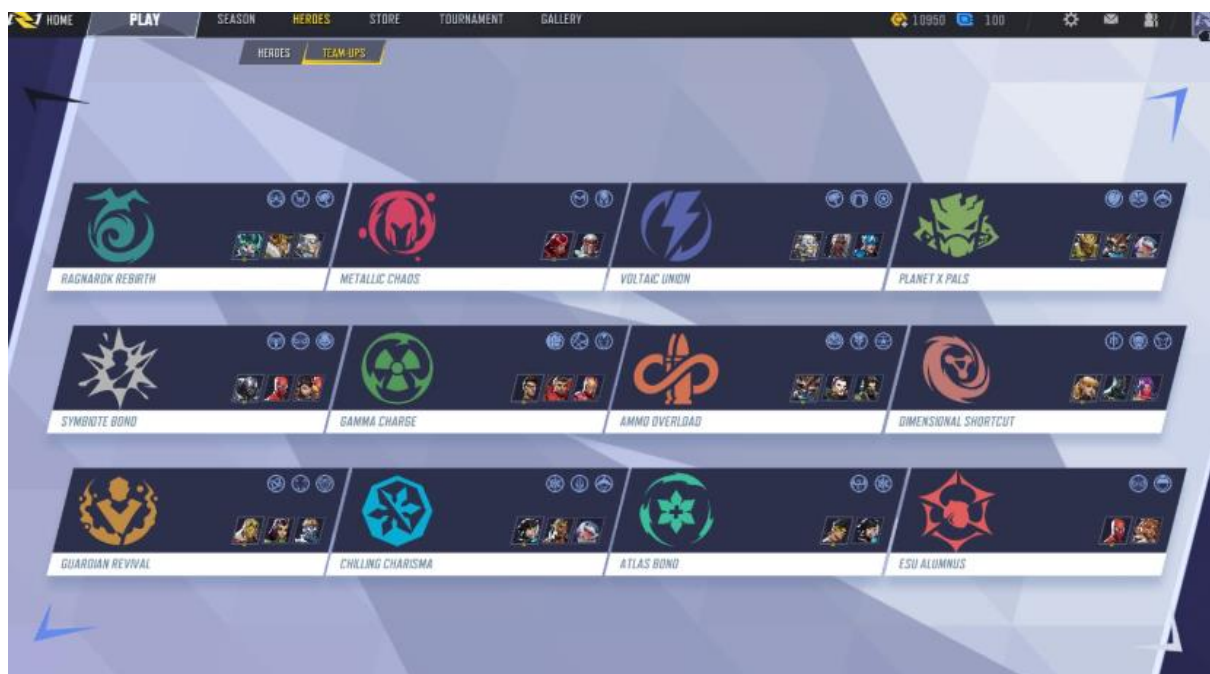 HOME PLAY SEASON HEROES STORE TOURNAMENT GALLERY 10950 100
HEROES TEAM-UPS
RAGNAROK REBIRTH METALLIC CHAOS VOLTAIC UNION PLANET X PALS
SYMBIOTE BOND GAMMA CHARGE AMMO OVERLOAD DIMENSIONAL SHORTCUT
GUARDIAN REVIVAL CHILLING CHARISMA ATLAS BOND ESU ALUMNUS